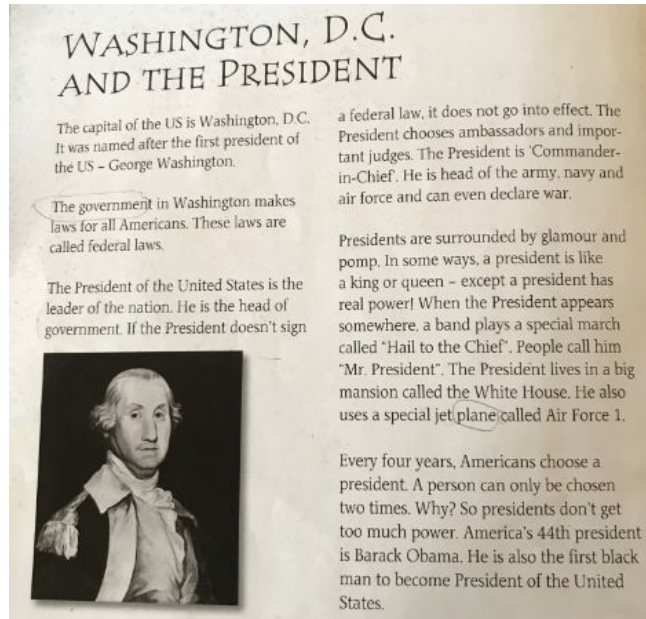 WASHINGTON, D.C.
AND THE PRESIDENT
The capital of the US is Washington, D.C.
It was named after the first president of
the US – George Washington.
The government in Washington makes
laws for all Americans. These laws are
called federal laws.
The President of the United States is the
leader of the nation. He is the head of
government. If the President doesn't sign
a federal law, it does not go into effect. The
President chooses ambassadors and impor-
tant judges. The President is 'Commander-
in-Chief'. He is head of the army, navy and
air force and can even declare war.
Presidents are surrounded by glamour and
pomp. In some ways, a president is like
a king or queen – except a president has
real power! When the President appears
somewhere, a band plays a special march
called "Hail to the Chief". People call him
"Mr. President". The President lives in a big
mansion called the White House. He also
uses a special jet plane called Air Force 1.
Every four years, Americans choose a
president. A person can only be chosen
two times. Why? So presidents don't get
too much power. America's 44th president
is Barack Obama. He is also the first black
man to become President of the United
States.